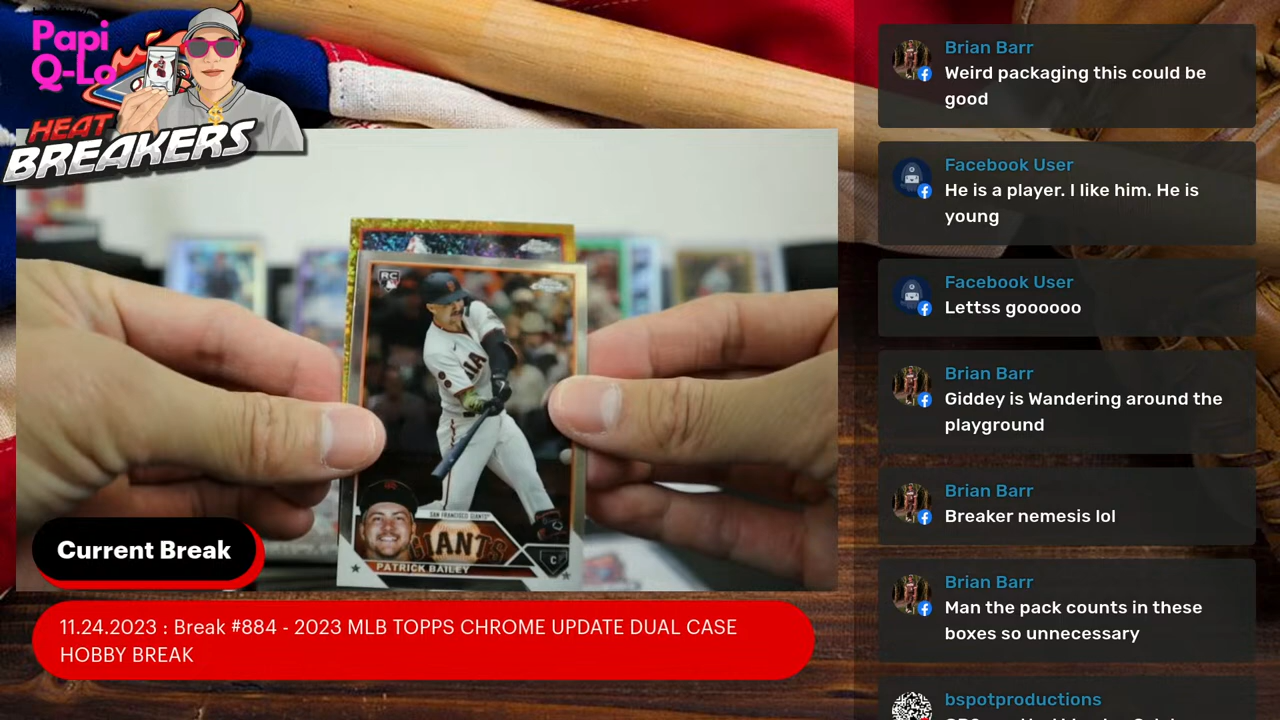 Papi
Q-Lo
HEAT
BREAKERS
RC
SAN FRANCISCO GIANTS
GIANTS
PATRICK BAILEY
C
Current Break
11.24.2023 : Break #884 - 2023 MLB TOPPS CHROME UPDATE DUAL CASE
HOBBY BREAK
Brian Barr
Weird packaging this could be
good
Facebook User
He is a player. I like him. He is
young
Facebook User
Lettss goooooo
Brian Barr
Giddey is Wandering around the
playground
Brian Barr
Breaker nemesis lol
Brian Barr
Man the pack counts in these
boxes so unnecessary
bspotproductions